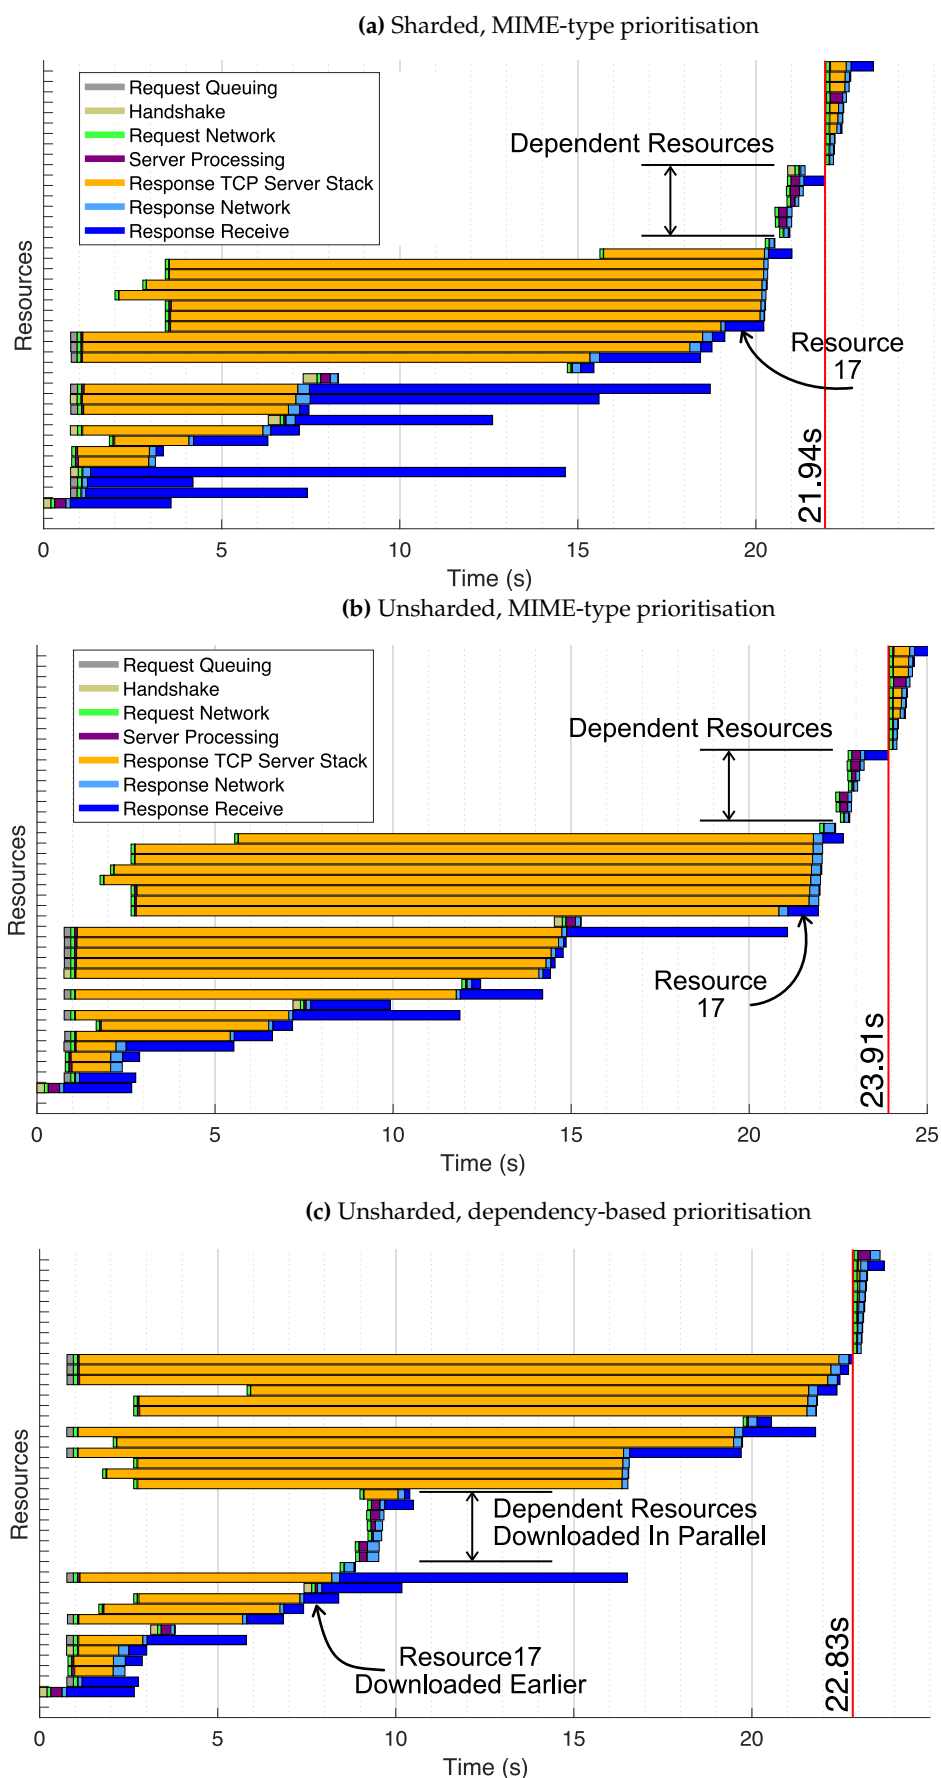 (a) Sharded, MIME-type prioritisation
Request Queuing
Handshake
Request Network
Server Processing
Response TCP Server Stack
Response Network
Response Receive
Dependent Resources
Resource
17
21.94s
Resources
0 5 10 15 20
Time (s)
(b) Unsharded, MIME-type prioritisation
Request Queuing
Handshake
Request Network
Server Processing
Response TCP Server Stack
Response Network
Response Receive
Dependent Resources
Resource
17
23.91s
Resources
0 5 10 15 20 25
Time (s)
(c) Unsharded, dependency-based prioritisation
Dependent Resources
Downloaded In Parallel
Resource17
Downloaded Earlier
22.83s
Resources
0 5 10 15 20
Time (s)